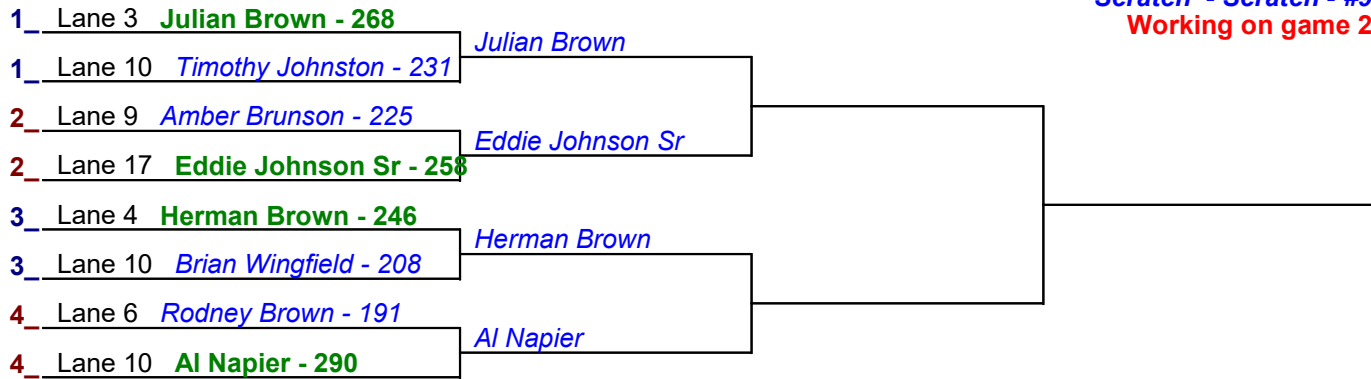 Scratch - Scratch - #9
Working on game 2
1_ Lane 3 Julian Brown - 268
Julian Brown
1_ Lane 10 Timothy Johnston - 231
2_ Lane 9 Amber Brunson - 225
Eddie Johnson Sr
2_ Lane 17 Eddie Johnson Sr - 258
3_ Lane 4 Herman Brown - 246
Herman Brown
3_ Lane 10 Brian Wingfield - 208
4_ Lane 6 Rodney Brown - 191
Al Napier
4_ Lane 10 Al Napier - 290